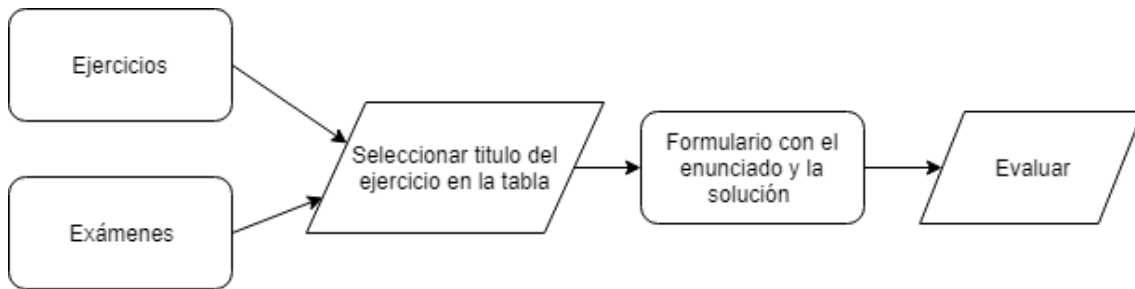 Ejercicios
Exámenes
Seleccionar titulo del
ejercicio en la tabla
Formulario con el
enunciado y la
solución
Evaluar